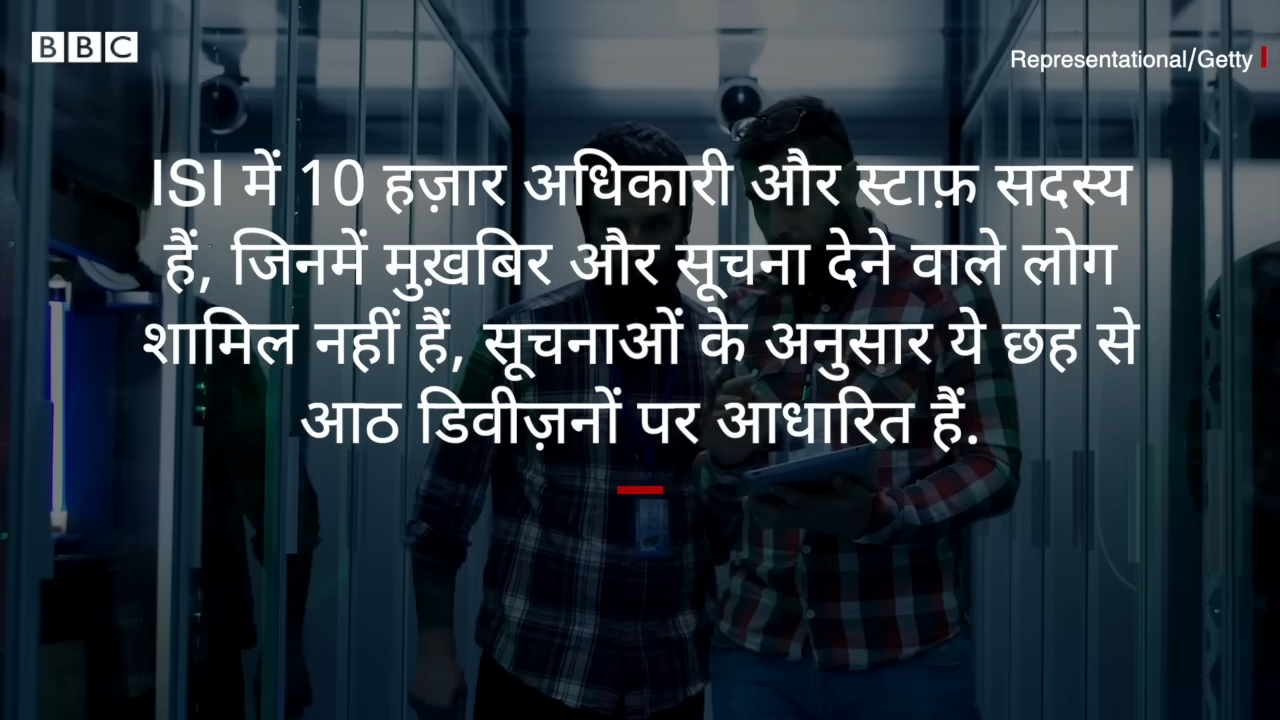 BBC
Representational/Getty
ISI में 10 हज़ार अधिकारी और स्टाफ़ सदस्य
हैं, जिनमें मुख़बिर और सूचना देने वाले लोग
शामिल नहीं हैं, सूचनाओं के अनुसार ये छह से
आठ डिवीज़नों पर आधारित हैं.